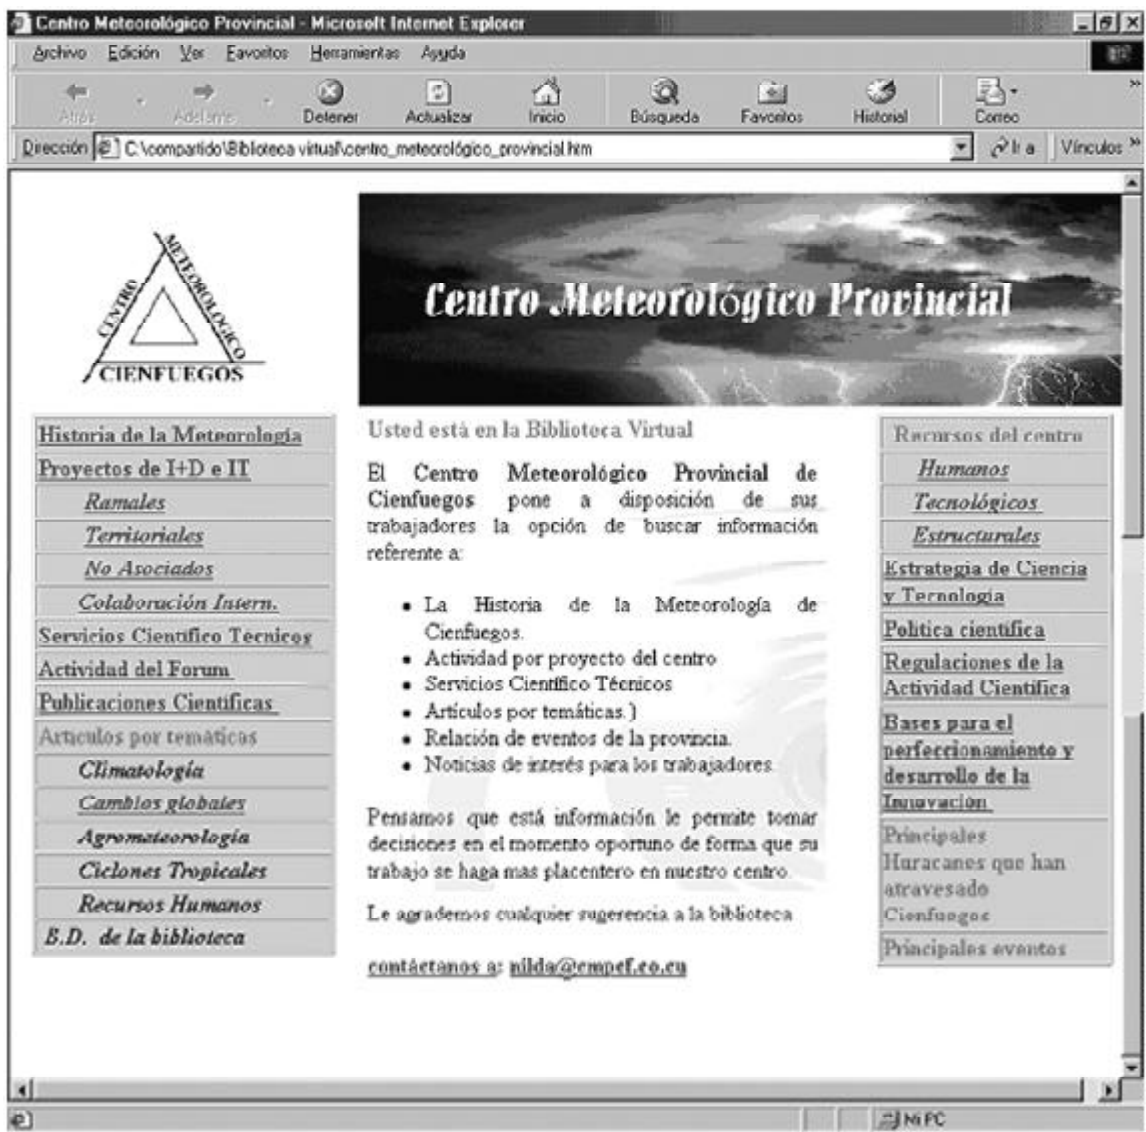 Centro Meteorológico Provincial - Microsoft Internet Explorer
Archivo Edición Ver Favoritos Herramientas Ayuda
Atrás Adelante Detener Actualizar Inicio Búsqueda Favoritos Historial Correo
Dirección C:\compartido\Biblioteca virtual\centro_meteorológico_provincial.htm Ir a Vínculos
CENTRO METEOROLOGICO
CIENFUEGOS
Centro Meteorológico Provincial
Historia de la Meteorología
Proyectos de I+D e IT
Ramales
Territoriales
No Asociados
Colaboración Intern.
Servicios Científico Técnicos
Actividad del Forum
Publicaciones Científicas
Artículos por temáticas
Climatología
Cambios globales
Agrometeorología
Ciclones Tropicales
Recursos Humanos
B.D. de la biblioteca
Usted está en la Biblioteca Virtual
El Centro Meteorológico Provincial de
Cienfuegos pone a disposición de sus
trabajadores la opción de buscar información
referente a:
• La Historia de la Meteorología de
Cienfuegos.
• Actividad por proyecto del centro
• Servicios Científico Técnicos
• Artículos por temáticas.)
• Relación de eventos de la provincia.
• Noticias de interés para los trabajadores.
Pensamos que está información le permite tomar
decisiones en el momento oportuno de forma que su
trabajo se haga mas placentero en nuestro centro.
Le agrademos cualquier sugerencia a la biblioteca
contáctanos a: nilda@cmpcf.co.cu
Recursos del centro
Humanos
Tecnológicos
Estructurales
Estrategia de Ciencia
y Tecnología
Política científica
Regulaciones de la
Actividad Científica
Bases para el
perfeccionamiento y
desarrollo de la
Innovación
Principales
Huracanes que han
atravesado
Cienfuegos
Principales eventos
Mi PC